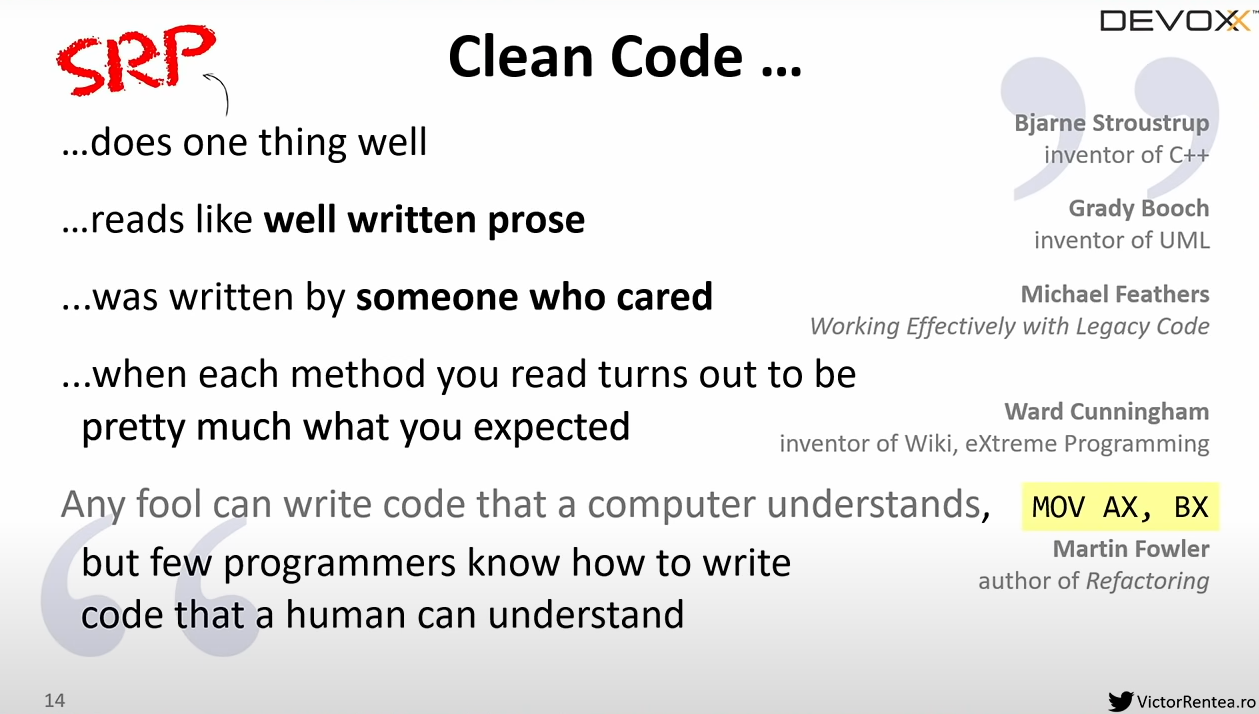 DEVOXX™
SRP
Clean Code …
…does one thing well
Bjarne Stroustrup
inventor of C++
…reads like well written prose
Grady Booch
inventor of UML
...was written by someone who cared
Michael Feathers
Working Effectively with Legacy Code
...when each method you read turns out to be
pretty much what you expected
Ward Cunningham
inventor of Wiki, eXtreme Programming
Any fool can write code that a computer understands,
MOV AX, BX
but few programmers know how to write
code that a human can understand
Martin Fowler
author of Refactoring
14
VictorRentea.ro